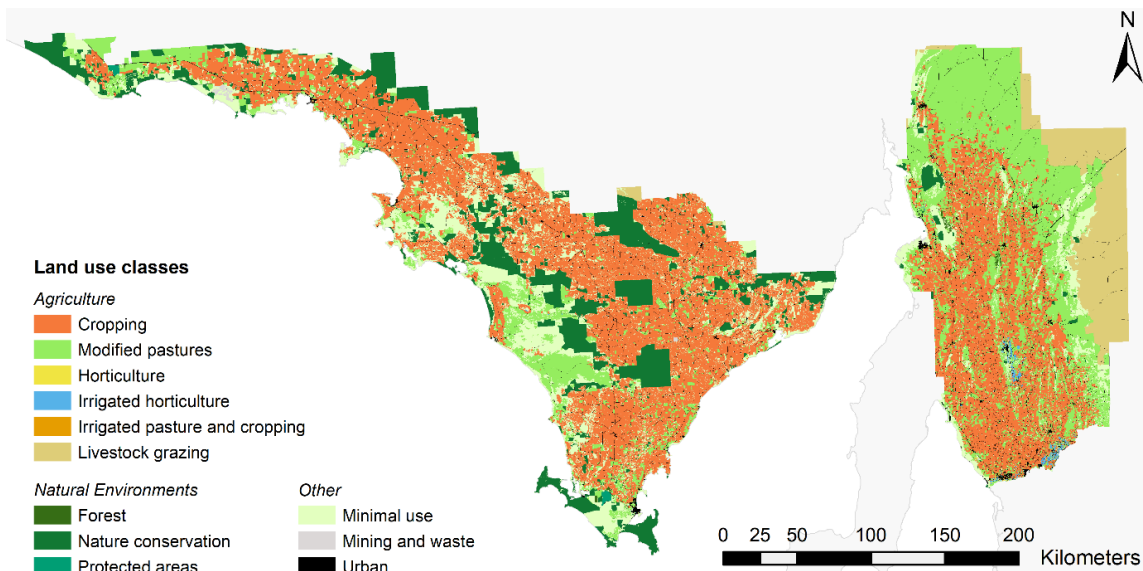 N
Land use classes
Agriculture
Cropping
Modified pastures
Horticulture
Irrigated horticulture
Irrigated pasture and cropping
Livestock grazing
Natural Environments
Forest
Nature conservation
Protected areas
Other
Minimal use
Mining and waste
Urban
0 25 50 100 150 200
Kilometers